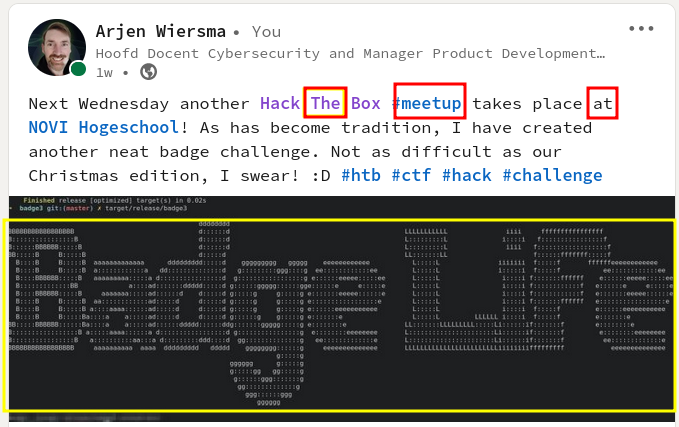 Arjen Wiersma • You
Hoofd Docent Cybersecurity and Manager Product Development…
1w •
Next Wednesday another Hack The Box #meetup takes place at
NOVI Hogeschool! As has become tradition, I have created
another neat badge challenge. Not as difficult as our
Christmas edition, I swear! :D #htb #ctf #hack #challenge
Finished release [optimized] target(s) in 0.02s
badge3 git:(master) ✗ target/release/badge3
Badge life